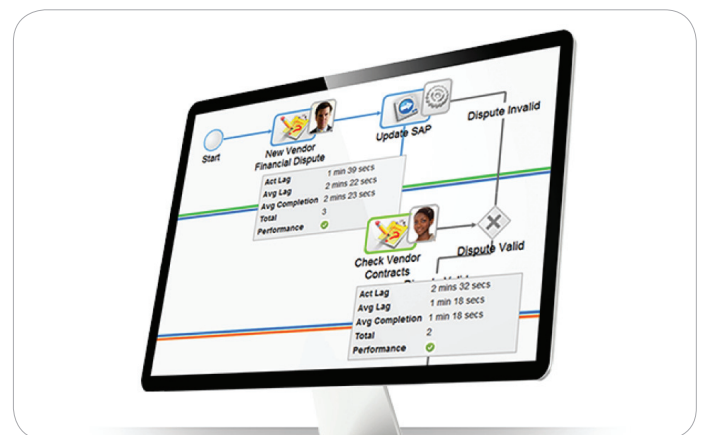 Start
New Vendor
Financial Dispute
Update SAP
Dispute Invalid
Act Lag 1 min 39 secs
Avg Lag 2 mins 22 secs
Avg Completion 2 mins 23 secs
Total 3
Performance
Check Vendor
Contracts
Dispute Valid
Act Lag 2 mins 32 secs
Avg Lag 1 min 18 secs
Avg Completion 1 min 18 secs
Total 2
Performance